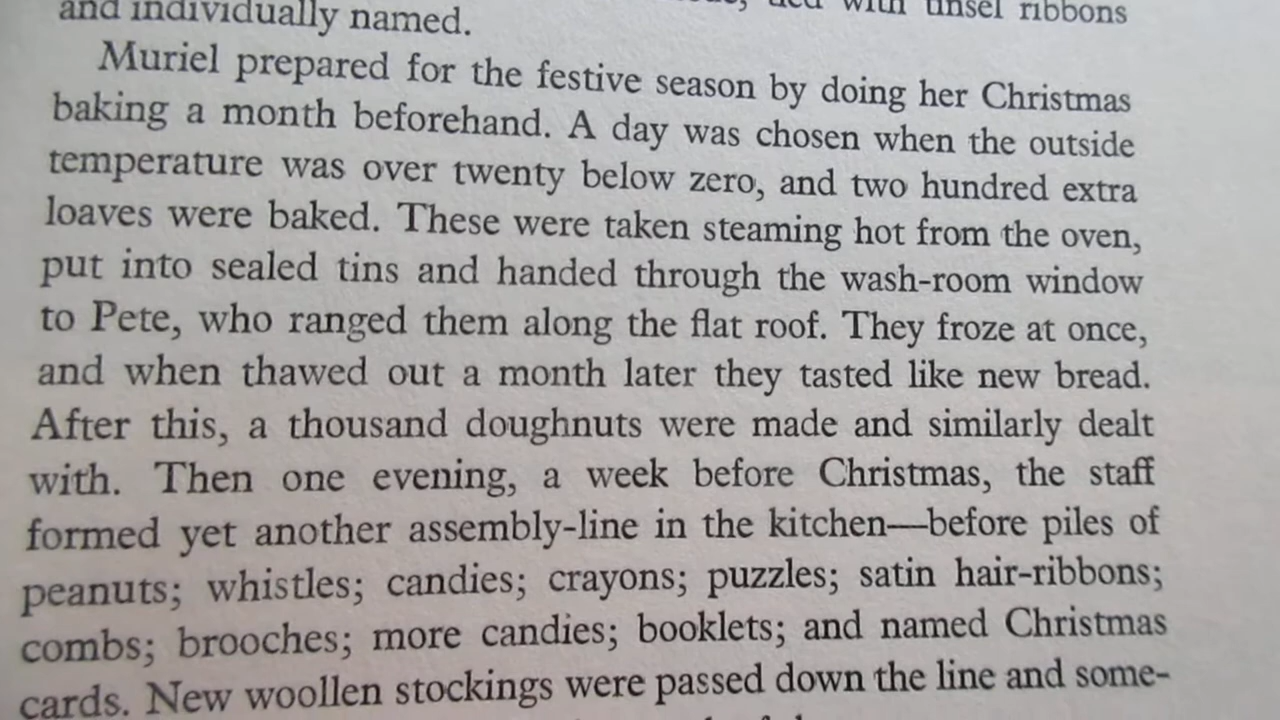 with tinsel ribbons
and individually named.
Muriel prepared for the festive season by doing her Christmas
baking a month beforehand. A day was chosen when the outside
temperature was over twenty below zero, and two hundred extra
loaves were baked. These were taken steaming hot from the oven,
put into sealed tins and handed through the wash-room window
to Pete, who ranged them along the flat roof. They froze at once,
and when thawed out a month later they tasted like new bread.
After this, a thousand doughnuts were made and similarly dealt
with. Then one evening, a week before Christmas, the staff
formed yet another assembly-line in the kitchen—before piles of
peanuts; whistles; candies; crayons; puzzles; satin hair-ribbons;
combs; brooches; more candies; booklets; and named Christmas
cards. New woollen stockings were passed down the line and some-